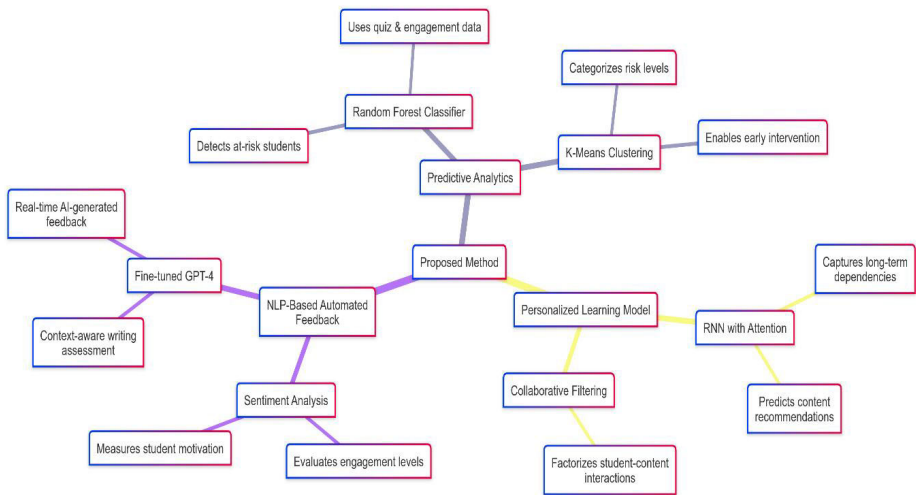 Uses quiz & engagement data
Categorizes risk levels
Random Forest Classifier
Detects at-risk students
K-Means Clustering
Enables early intervention
Predictive Analytics
Real-time AI-generated
feedback
Fine-tuned GPT-4
Context-aware writing
assessment
NLP-Based Automated
Feedback
Proposed Method
Personalized Learning Model
Captures long-term
dependencies
RNN with Attention
Predicts content
recommendations
Collaborative Filtering
Factorizes student-content
interactions
Sentiment Analysis
Measures student motivation
Evaluates engagement levels